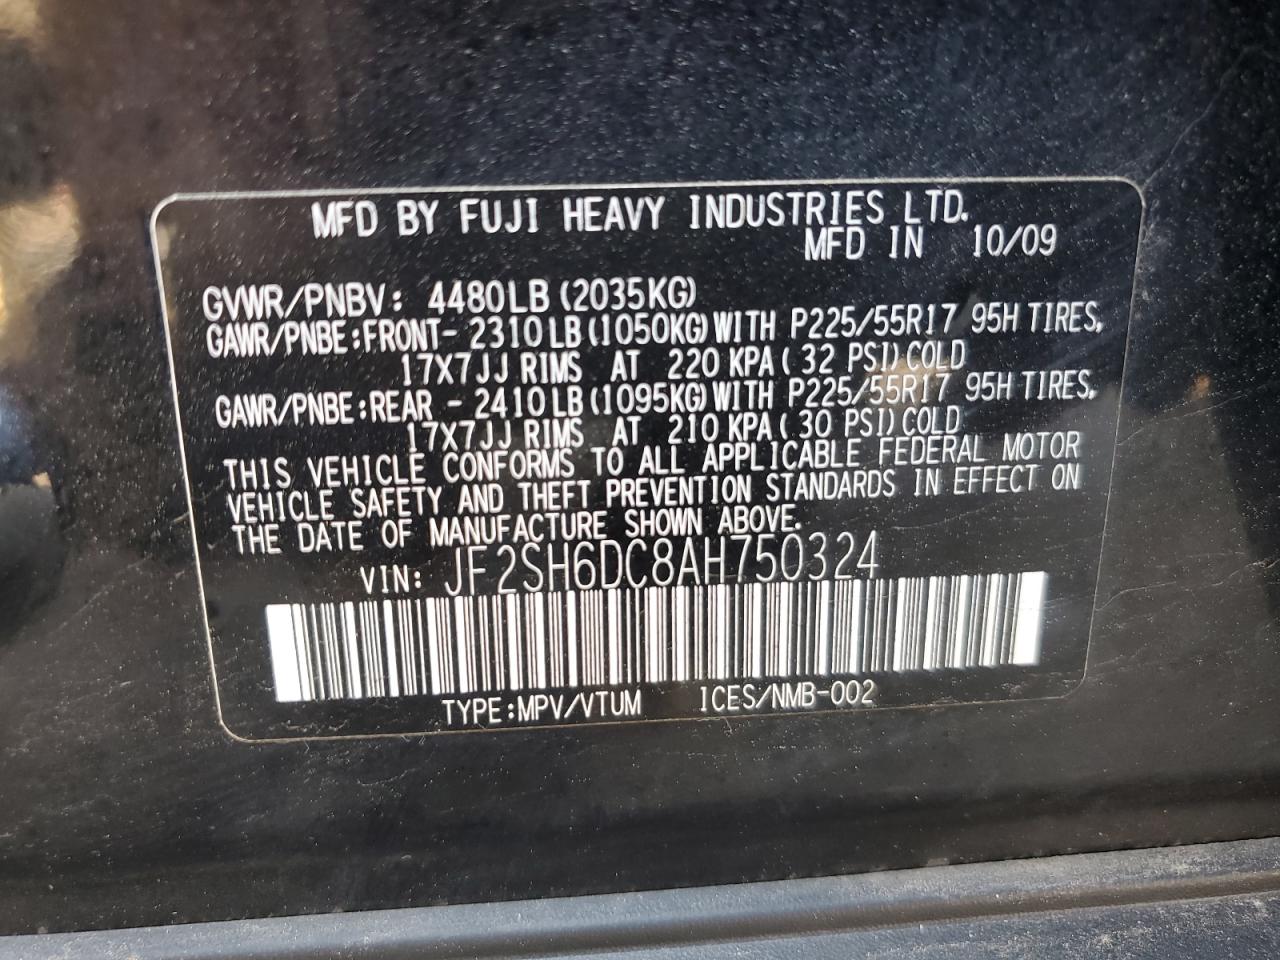 MFD BY FUJI HEAVY INDUSTRIES LTD.
MFD IN 10/09
GVWR/PNBV: 4480LB (2035KG)
GAWR/PNBE:FRONT- 2310LB (1050KG) WITH P225/55R17 95H TIRES,
17X7JJ RIMS AT 220 KPA ( 32 PSI) COLD
GAWR/PNBE:REAR - 2410LB (1095KG) WITH P225/55R17 95H TIRES,
17X7JJ RIMS AT 210 KPA ( 30 PSI) COLD
THIS VEHICLE CONFORMS TO ALL APPLICABLE FEDERAL MOTOR
VEHICLE SAFETY AND THEFT PREVENTION STANDARDS IN EFFECT ON
THE DATE OF MANUFACTURE SHOWN ABOVE.
VIN: JF2SH6DC8AH750324
TYPE:MPV/VTUM ICES/NMB-002